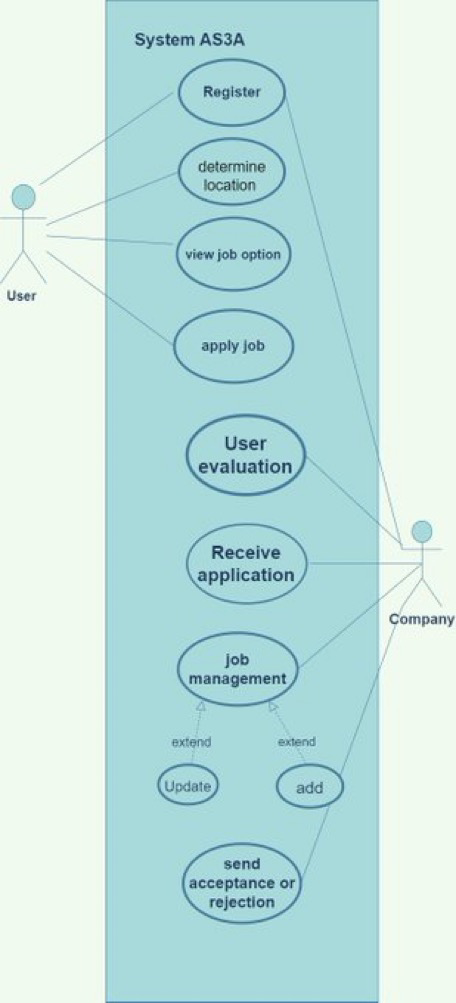 System AS3A
Register
determine
location
view job option
User
apply job
User
evaluation
Receive
application
Company
job
management
extend
extend
Update
add
send
acceptance or
rejection